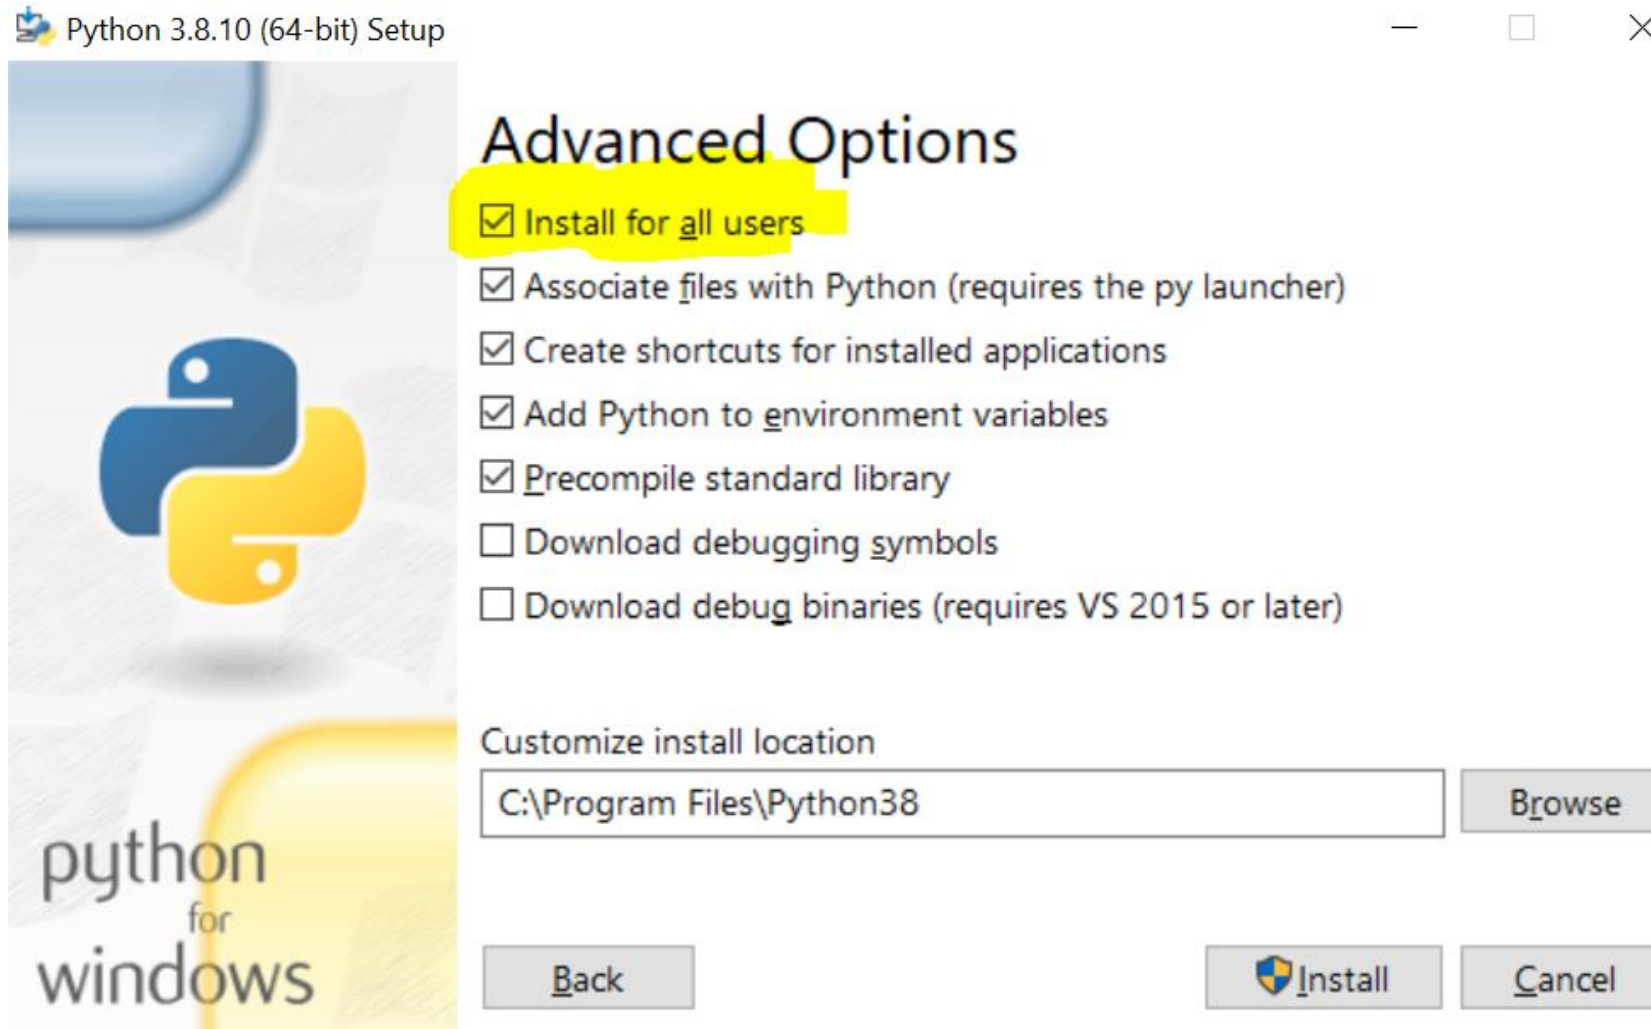 Python 3.8.10 (64-bit) Setup
Advanced Options
Install for all users
Associate files with Python (requires the py launcher)
Create shortcuts for installed applications
Add Python to environment variables
Precompile standard library
Download debugging symbols
Download debug binaries (requires VS 2015 or later)
Customize install location
C:\Program Files\Python38
Browse
python
for
windows
Back
Install
Cancel